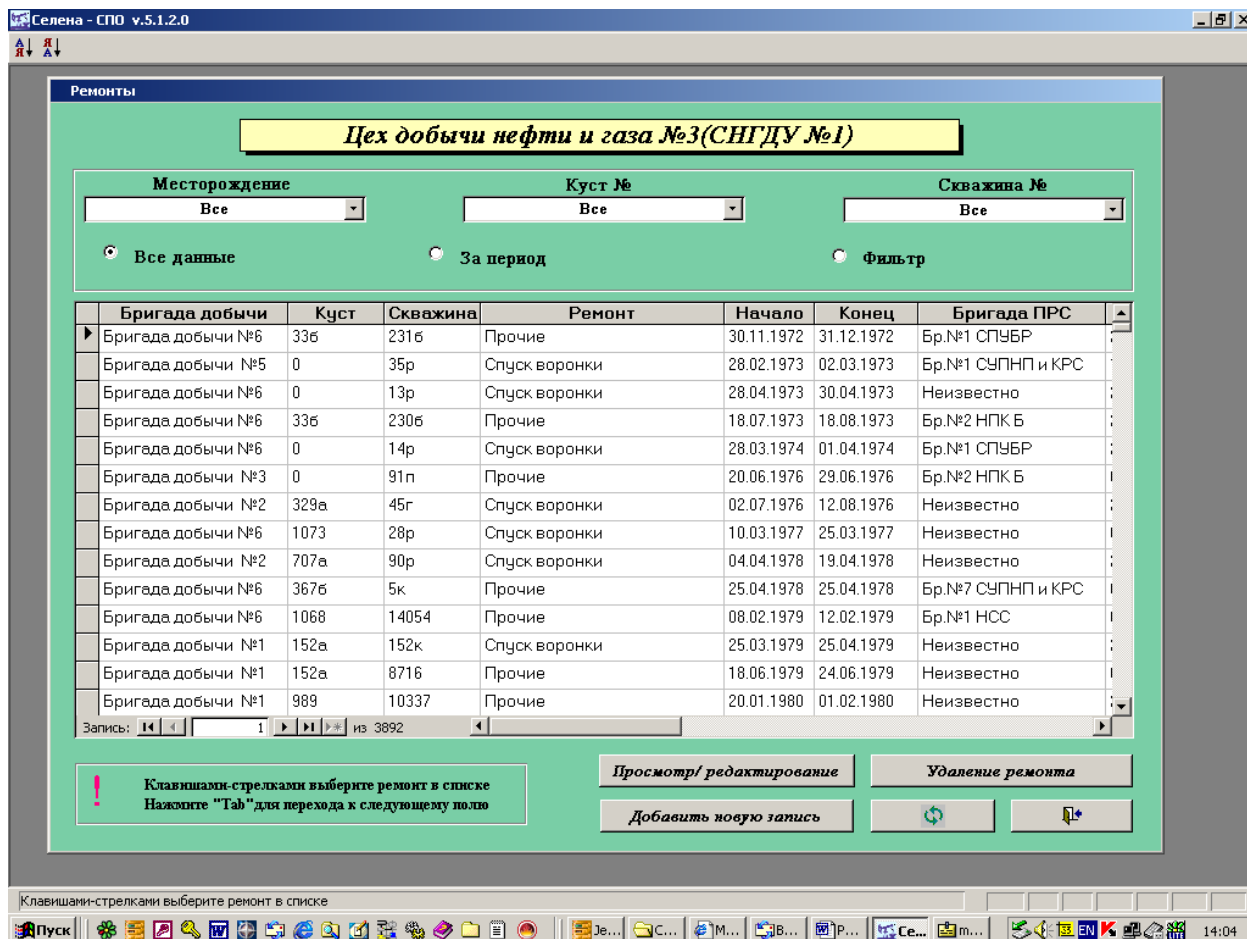 Селена - СПО v.5.1.2.0
Ремонты
Цех добычи нефти и газа №3(СНГДУ №1)
Месторождение Куст № Скважина №
Все Все Все
Все данные За период Фильтр
Бригада добычи Куст Скважина Ремонт Начало Конец Бригада ПРС
Бригада добычи №6 33б 231б Прочие 30.11.1972 31.12.1972 Бр.№1 СПУБР
Бригада добычи №5 0 35р Спуск воронки 28.02.1973 02.03.1973 Бр.№1 СУПНП и КРС
Бригада добычи №6 0 13р Спуск воронки 28.04.1973 30.04.1973 Неизвестно
Бригада добычи №6 33б 230б Прочие 18.07.1973 18.08.1973 Бр.№2 НПК Б
Бригада добычи №6 0 14р Спуск воронки 28.03.1974 01.04.1974 Бр.№1 СПУБР
Бригада добычи №3 0 91п Прочие 20.06.1976 29.06.1976 Бр.№2 НПК Б
Бригада добычи №2 329а 45г Спуск воронки 02.07.1976 12.08.1976 Неизвестно
Бригада добычи №6 1073 28р Спуск воронки 10.03.1977 25.03.1977 Неизвестно
Бригада добычи №2 707а 90р Спуск воронки 04.04.1978 19.04.1978 Неизвестно
Бригада добычи №6 367б 5к Прочие 25.04.1978 25.04.1978 Бр.№7 СУПНП и КРС
Бригада добычи №6 1068 14054 Прочие 08.02.1979 12.02.1979 Бр.№1 НСС
Бригада добычи №1 152а 152к Спуск воронки 25.03.1979 25.04.1979 Неизвестно
Бригада добычи №1 152а 8716 Прочие 18.06.1979 24.06.1979 Неизвестно
Бригада добычи №1 989 10337 Прочие 20.01.1980 01.02.1980 Неизвестно
Запись: 1 из 3892
! Клавишами-стрелками выберите ремонт в списке
Нажмите "Tab"для перехода к следующему полю
Просмотр/ редактирование Удаление ремонта
Добавить новую запись
Клавишами-стрелками выберите ремонт в списке
Пуск Je... С... М... В... Р... Се... m... EN 14:04